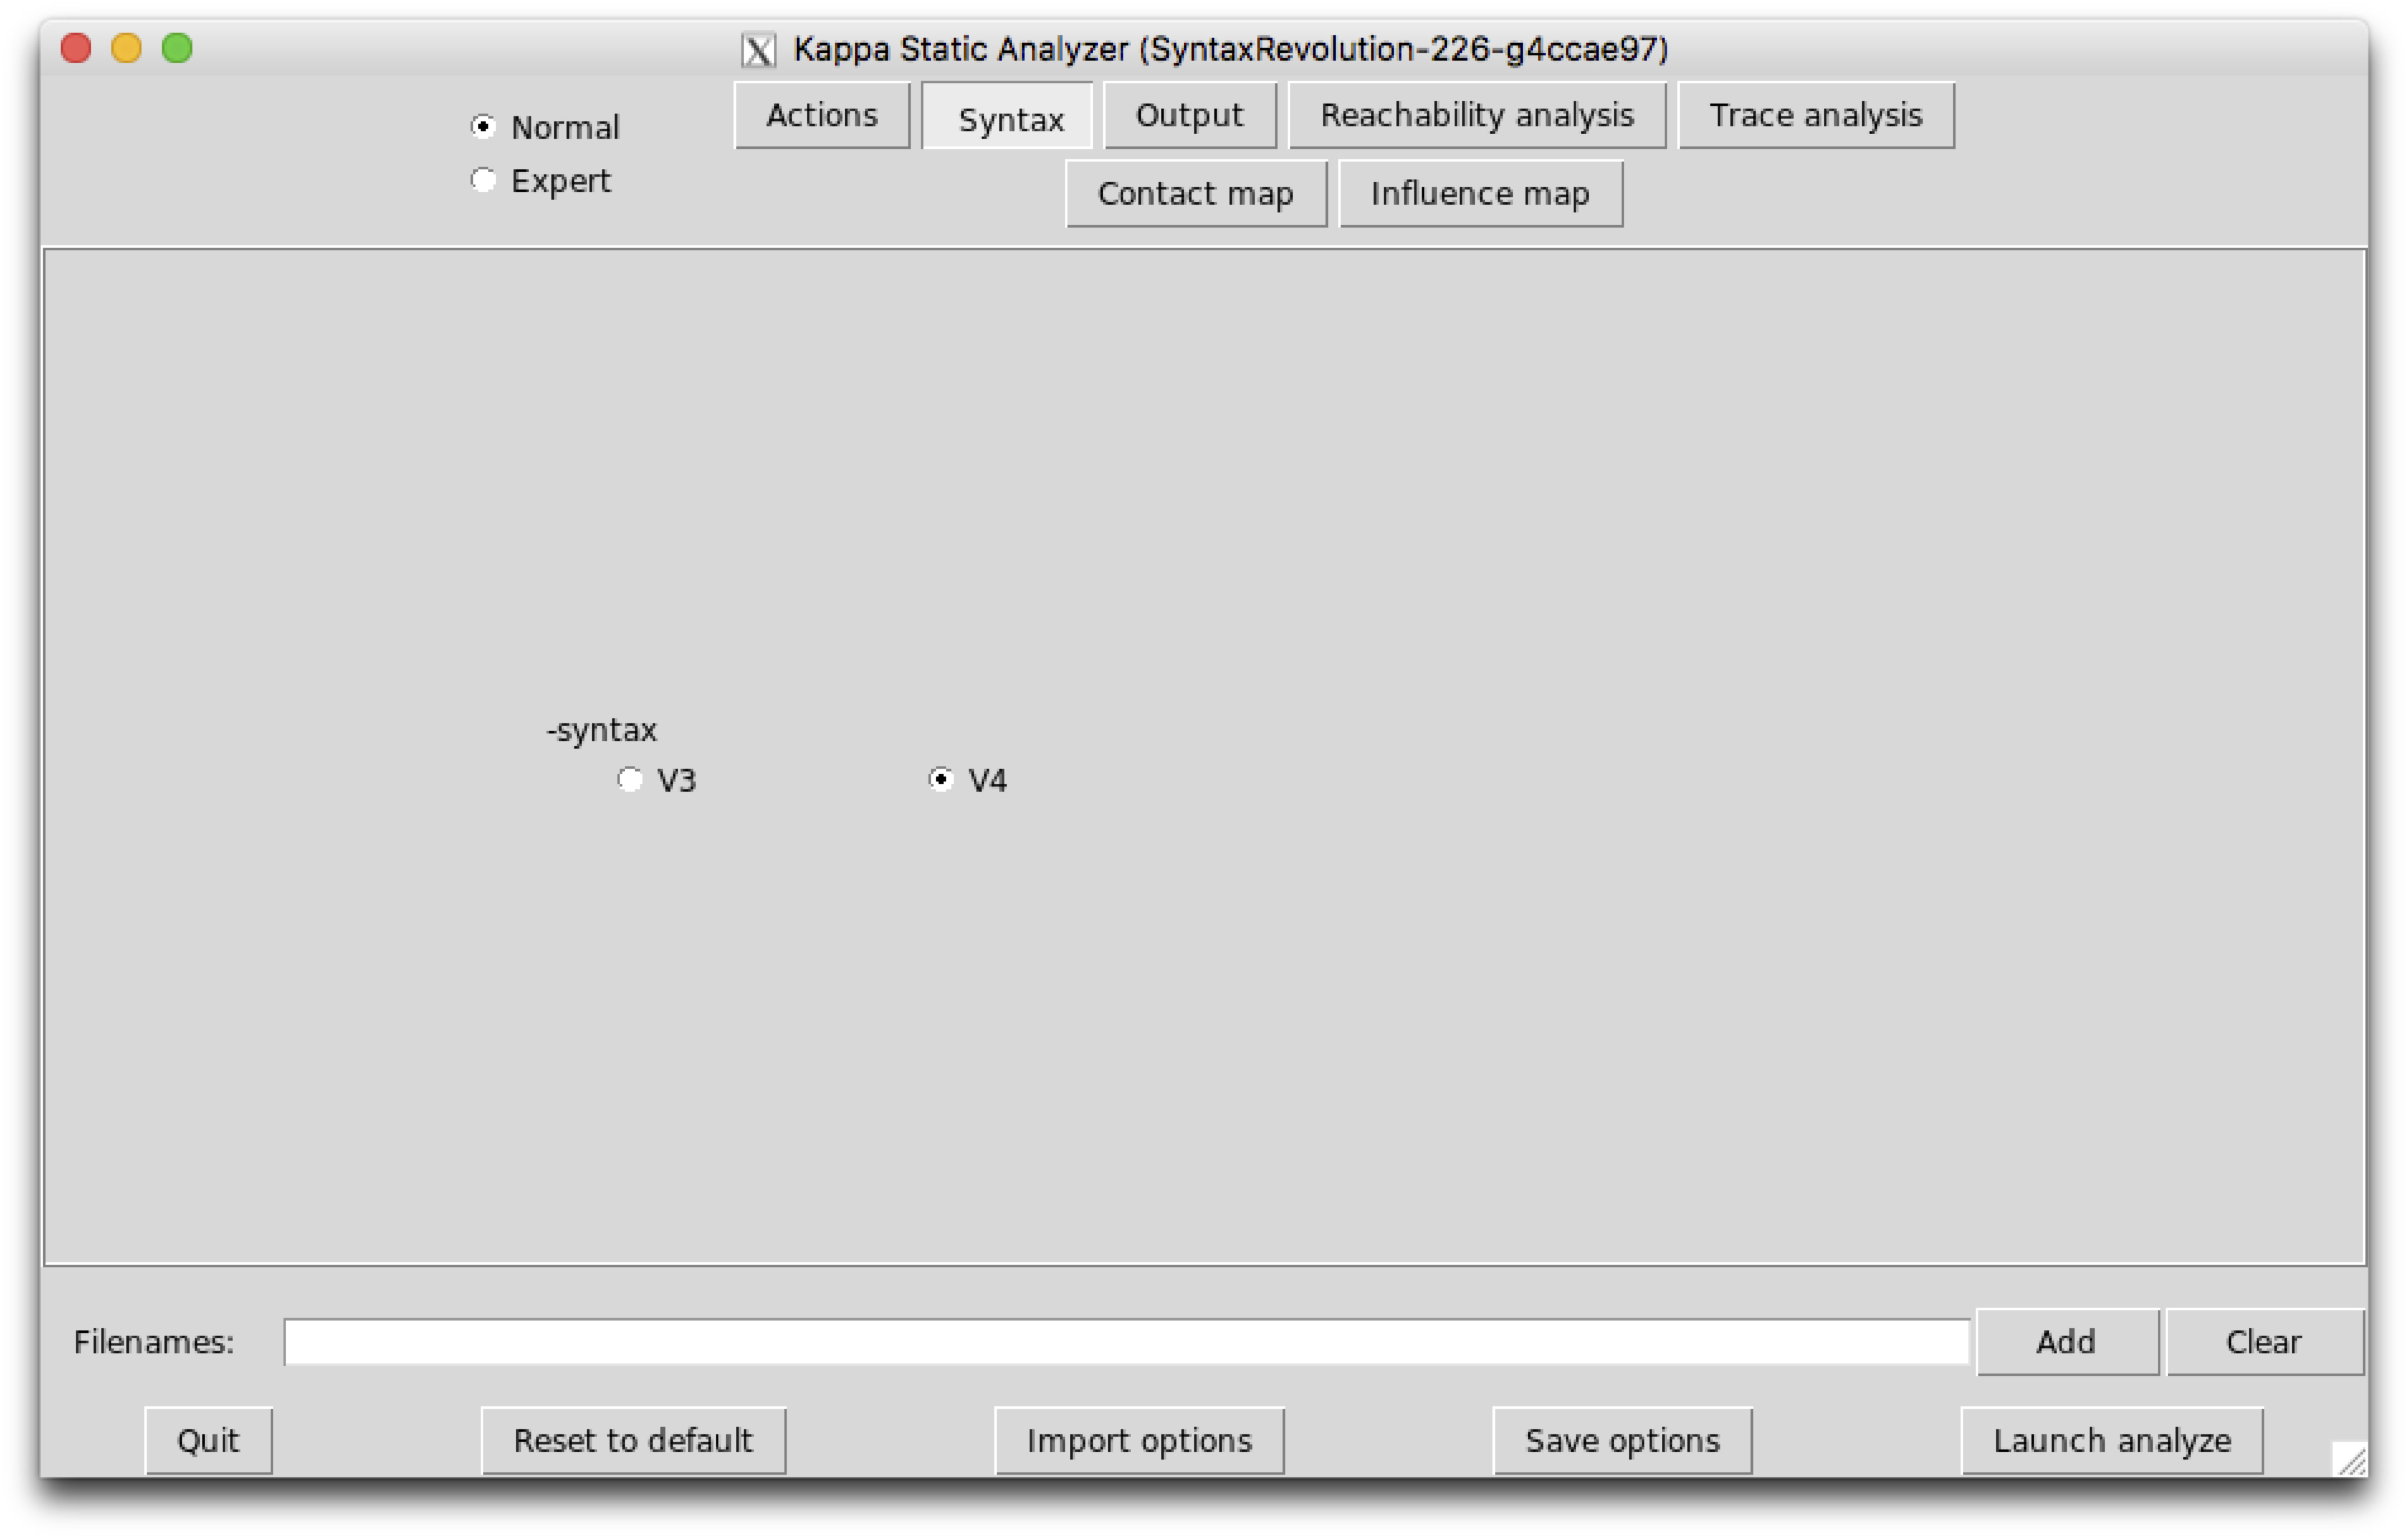 Kappa Static Analyzer (SyntaxRevolution-226-g4ccae97)
Normal
Expert
Actions Syntax Output Reachability analysis Trace analysis
Contact map Influence map
-syntax
V3 V4
Filenames: Add Clear
Quit Reset to default Import options Save options Launch analyze